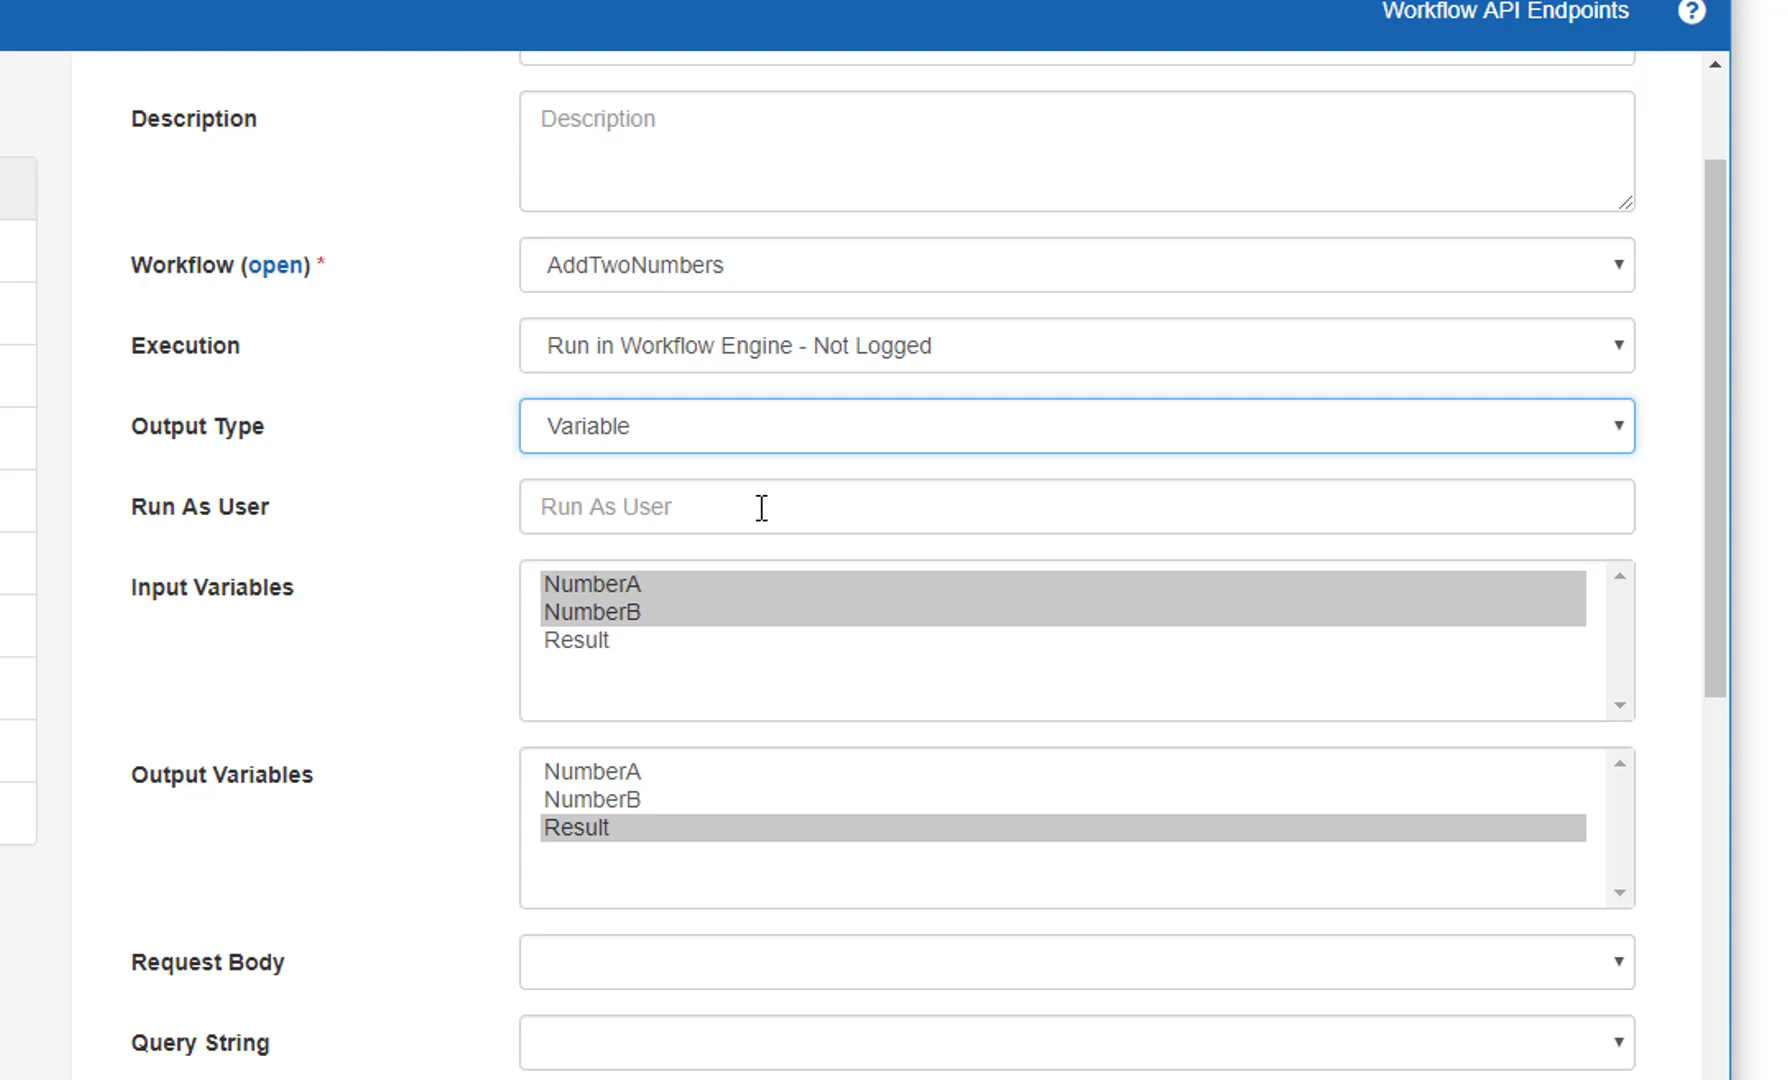 Workflow API Endpoints ?
Description
Description
Workflow (open) *
AddTwoNumbers
Execution
Run in Workflow Engine - Not Logged
Output Type
Variable
Run As User
Run As User
Input Variables
NumberA
NumberB
Result
Output Variables
NumberA
NumberB
Result
Request Body
Query String